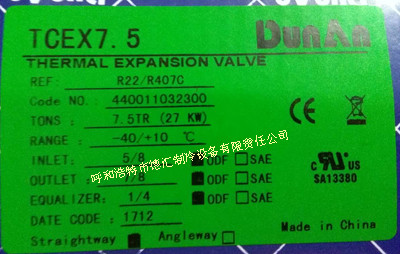 TCEX7.5
DunAn
THERMAL EXPANSION VALVE
REF: R22/R407C
Code NO. 440011032300
TONS : 7.5TR (27 KW)
RANGE : -40/+10 ℃
呼和浩特市德汇制冷设备有限责任公司
INLET: 5/8 ODF SAE
OUTLET /8 ODF SAE
EQUALIZER: 1/4 ODF SAE
DATE CODE : 1712
Straightway Angleway
CE
C US
SA13380
Made in China